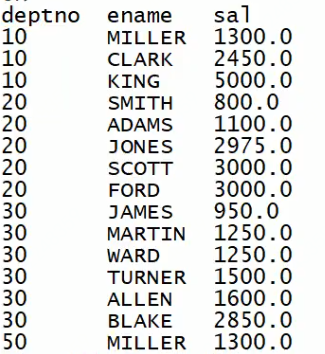 deptno ename sal
10 MILLER 1300.0
10 CLARK 2450.0
10 KING 5000.0
20 SMITH 800.0
20 ADAMS 1100.0
20 JONES 2975.0
20 SCOTT 3000.0
20 FORD 3000.0
30 JAMES 950.0
30 MARTIN 1250.0
30 WARD 1250.0
30 TURNER 1500.0
30 ALLEN 1600.0
30 BLAKE 2850.0
50 MILLER 1300.0